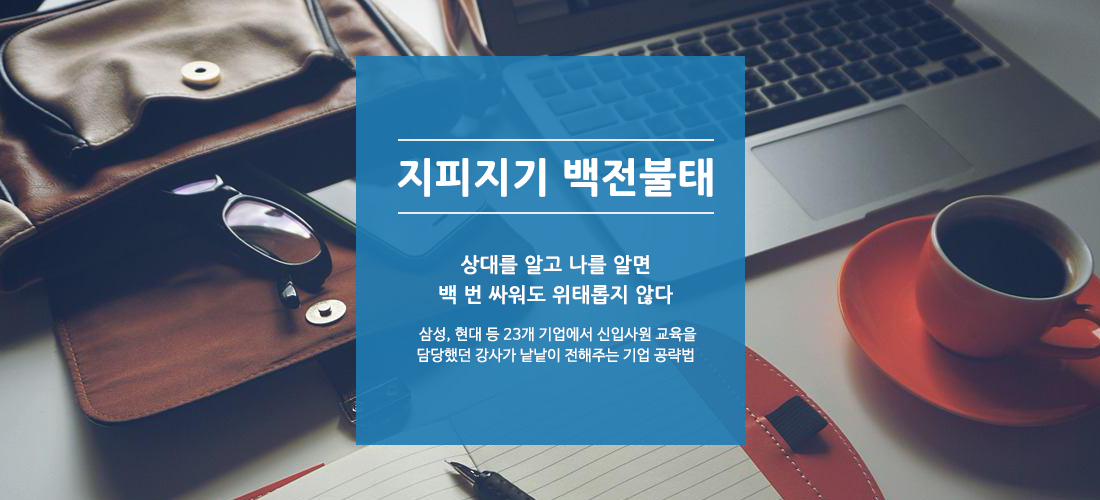 지피지기 백전불태
상대를 알고 나를 알면
백 번 싸워도 위태롭지 않다
삼성, 현대 등 23개 기업에서 신입사원 교육을
담당했던 강사가 낱낱이 전해주는 기업 공략법